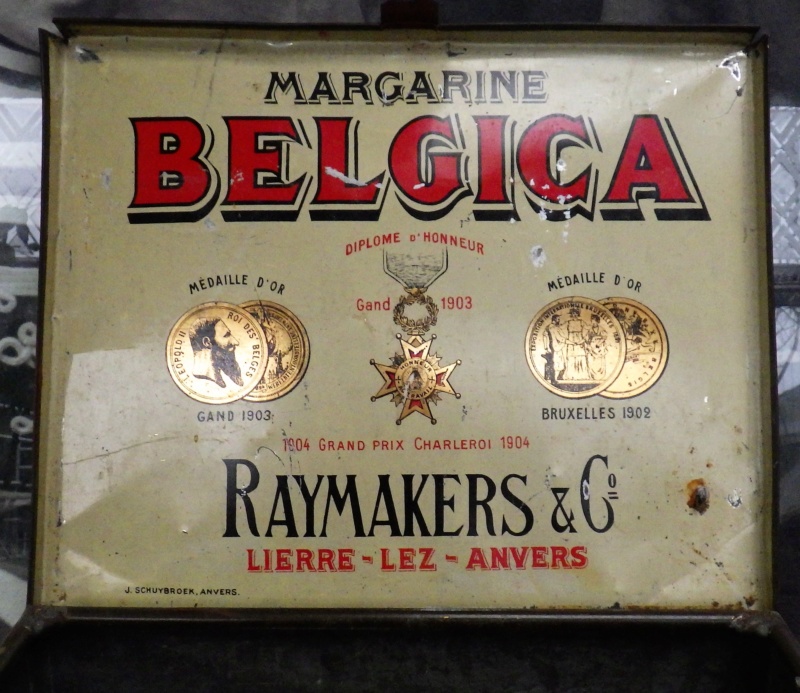 MARGARINE
BELGICA
DIPLOME D'HONNEUR
Gand 1903
MÉDAILLE D'OR
MÉDAILLE D'OR
LEOPOLD II ROI DES BELGES
GAND 1903
BRUXELLES 1902
1904 GRAND PRIX CHARLEROI 1904
RAYMAKERS & Cº
LIERRE - LEZ - ANVERS
J. SCHUYBROEK, ANVERS.